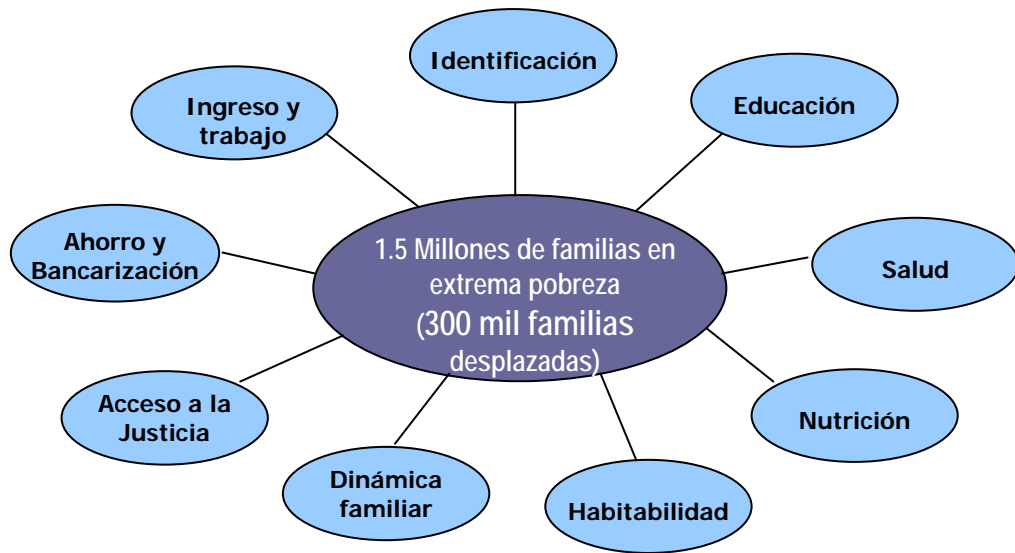 Identificación
Educación
Salud
Nutrición
Habitabilidad
Dinámica
familiar
Acceso a la
Justicia
Ahorro y
Bancarización
Ingreso y
trabajo
1.5 Millones de familias en
extrema pobreza
(300 mil familias
desplazadas)